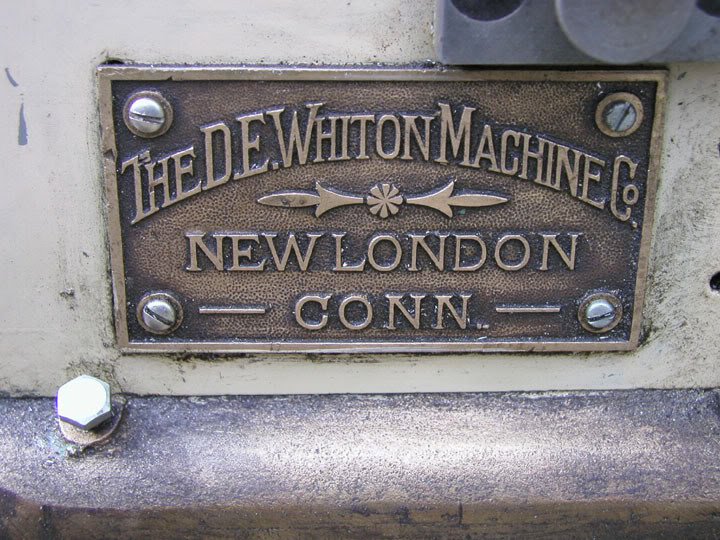 THE D.E. WHITON MACHINE CO.
NEW LONDON
CONN.